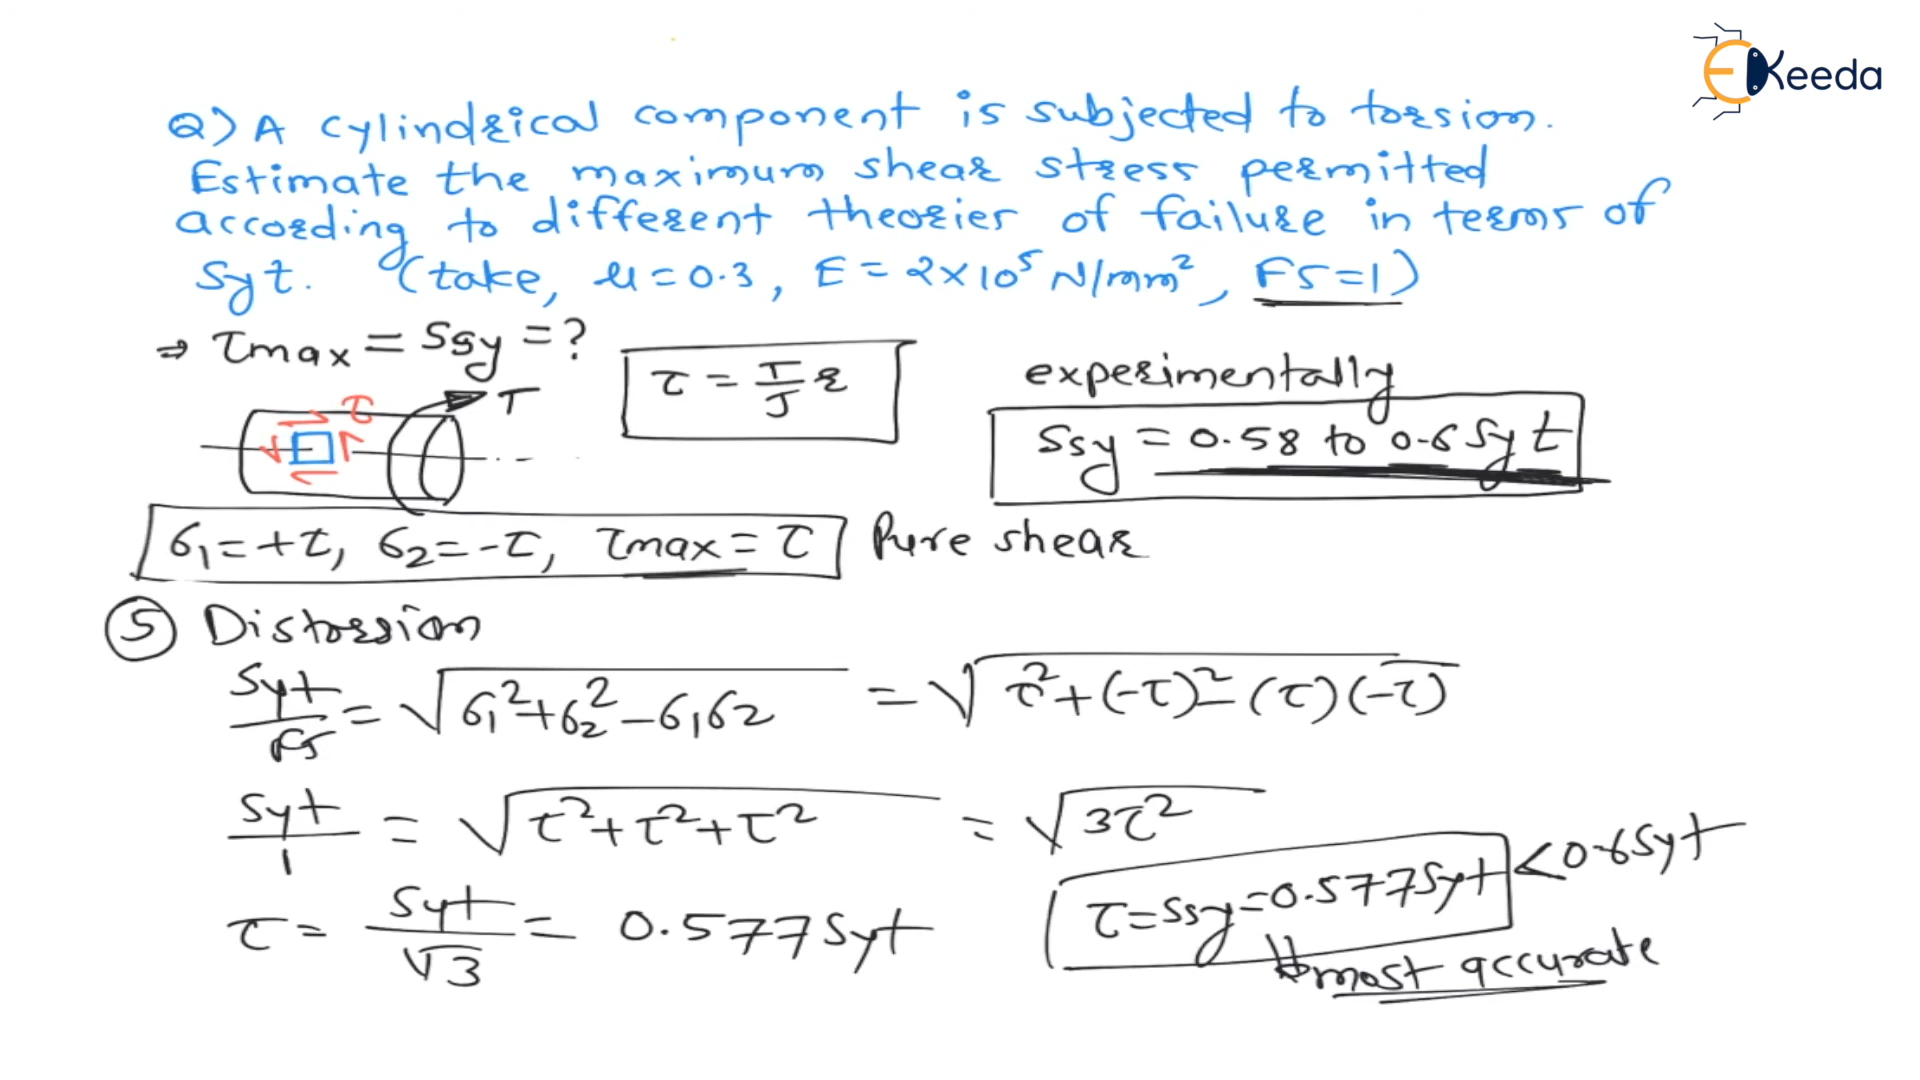 EKeeda
Q) A cylindrical component is subjected to torsion.
Estimate the maximum shear stress permitted
according to different theories of failure in terms of
Syt. (take, μ = 0.3, E = 2×10⁵ N/mm², FS = 1)
⇒ τmax = Ssy = ?
τ = T/J r
experimentally
Ssy = 0.58 to 0.6 Syt
T
τ
σ₁ = +τ, σ₂ = -τ, τmax = τ
Pure shear
⑤ Distorsion
Syt/FS = √(σ₁² + σ₂² - σ₁σ₂) = √(τ² + (-τ)² - (τ)(-τ))
Syt/1 = √(τ² + τ² + τ²) = √(3τ²)
τ = Syt/√3 = 0.577 Syt
τ = Ssy = 0.577 Syt < 0.6 Syt
most accurate